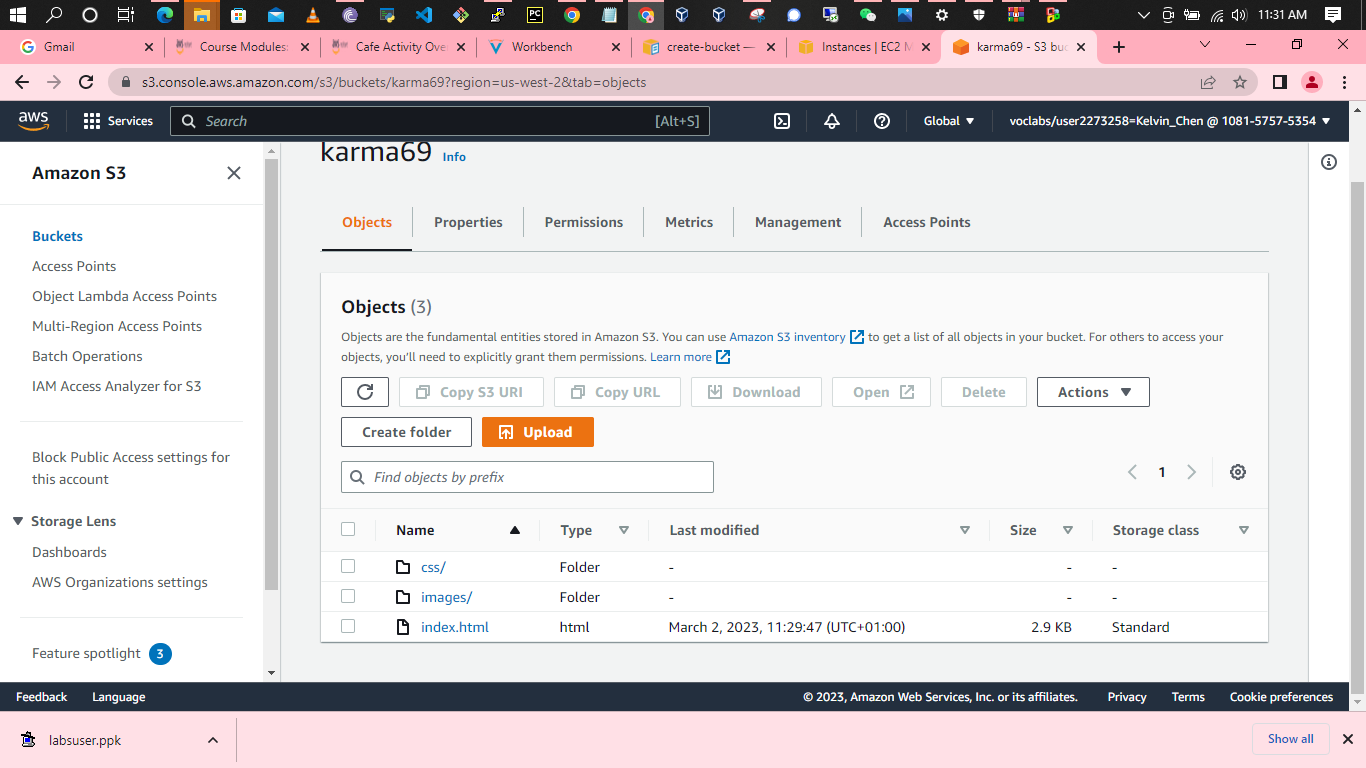 11:31 AM
Gmail
Course Modules:
Cafe Activity Ove
Workbench
create-bucket —
Instances | EC2 M
karma69 - S3 buc
s3.console.aws.amazon.com/s3/buckets/karma69?region=us-west-2&tab=objects
aws
Services
Search
[Alt+S]
Global
voclabs/user2273258=Kelvin_Chen @ 1081-5757-5354
Amazon S3
Buckets
Access Points
Object Lambda Access Points
Multi-Region Access Points
Batch Operations
IAM Access Analyzer for S3
Block Public Access settings for
this account
Storage Lens
Dashboards
AWS Organizations settings
Feature spotlight 3
karma69 Info
Objects
Properties
Permissions
Metrics
Management
Access Points
Objects (3)
Objects are the fundamental entities stored in Amazon S3. You can use Amazon S3 inventory to get a list of all objects in your bucket. For others to access your
objects, you'll need to explicitly grant them permissions. Learn more
Copy S3 URI
Copy URL
Download
Open
Delete
Actions
Create folder
Upload
Find objects by prefix
1
Name Type Last modified Size Storage class
css/ Folder - - -
images/ Folder - - -
index.html html March 2, 2023, 11:29:47 (UTC+01:00) 2.9 KB Standard
Feedback
Language
© 2023, Amazon Web Services, Inc. or its affiliates.
Privacy
Terms
Cookie preferences
labsuser.ppk
Show all